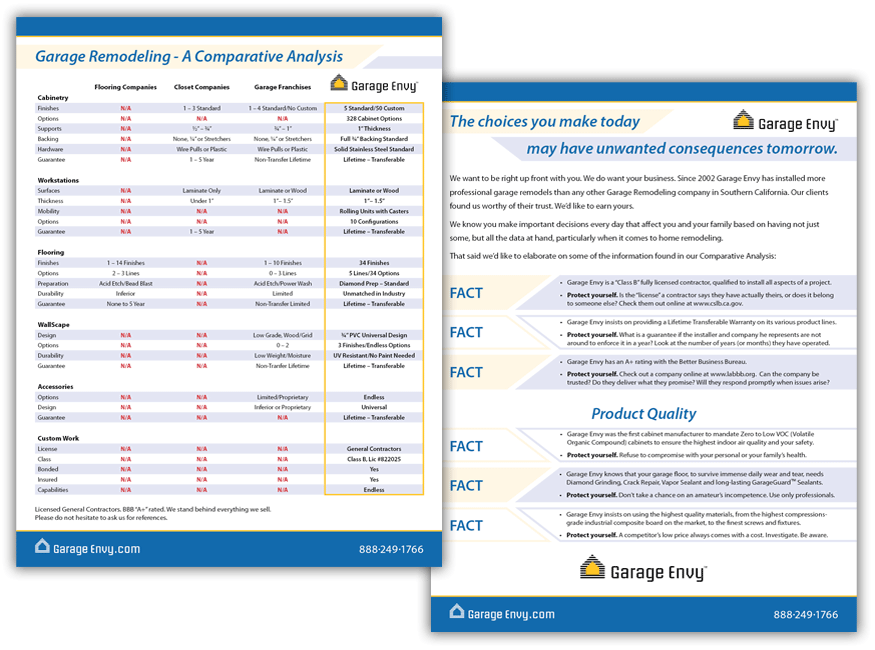 Garage Remodeling - A Comparative Analysis
Flooring Companies Closet Companies Garage Franchises Garage Envy™
Cabinetry
Finishes N/A 1 – 3 Standard 1 – 4 Standard/No Custom 5 Standard/50 Custom
Options N/A N/A N/A 328 Cabinet Options
Supports N/A ½" – ¾" ¾" – 1" 1" Thickness
Backing N/A None, ¼" or Stretchers None, ¼" or Stretchers Full ¾" Backing Standard
Hardware N/A Wire Pulls or Plastic Wire Pulls or Plastic Solid Stainless Steel Standard
Guarantee N/A 1 – 5 Year Non-Transfer Lifetime Lifetime – Transferable
Workstations
Surfaces N/A Laminate Only Laminate or Wood Laminate or Wood
Thickness N/A Under 1" 1"– 1.5" 1"– 1.5"
Mobility N/A N/A N/A Rolling Units with Casters
Options N/A N/A N/A 10 Configurations
Guarantee N/A 1 – 5 Year N/A Lifetime – Transferable
Flooring
Finishes 1 – 14 Finishes N/A 1 – 10 Finishes 34 Finishes
Options 2 – 3 Lines N/A 0 – 3 Lines 5 Lines/34 Options
Preparation Acid Etch/Bead Blast N/A Acid Etch/Power Wash Diamond Prep – Standard
Durability Inferior N/A Limited Unmatched in Industry
Guarantee None to 5 Year N/A Non-Transfer Limited Lifetime – Transferable
WallScape
Design N/A N/A Low Grade, Wood/Grid ¾" PVC Universal Design
Options N/A N/A 0 – 2 3 Finishes/Endless Options
Durability N/A N/A Low Weight/Moisture UV Resistant/No Paint Needed
Guarantee N/A N/A Non-Tranfer Lifetime Lifetime – Transferable
Accessories
Options N/A N/A Limited/Proprietary Endless
Design N/A N/A Inferior or Proprietary Universal
Guarantee N/A N/A N/A Lifetime – Transferable
Custom Work
License N/A N/A N/A General Contractors
Class N/A N/A N/A Class B, Lic #822025
Bonded N/A N/A N/A Yes
Insured N/A N/A N/A Yes
Capabilities N/A N/A N/A Endless
Licensed General Contractors. BBB "A+" rated. We stand behind everything we sell.
Please do not hesitate to ask us for references.
Garage Envy.com 888·249·1766
The choices you make today Garage Envy™
may have unwanted consequences tomorrow.
We want to be right up front with you. We do want your business. Since 2002 Garage Envy has installed more
professional garage remodels than any other Garage Remodeling company in Southern California. Our clients
found us worthy of their trust. We'd like to earn yours.
We know you make important decisions every day that affect you and your family based on having not just
some, but all the data at hand, particularly when it comes to home remodeling.
That said we'd like to elaborate on some of the information found in our Comparative Analysis:
FACT
• Garage Envy is a "Class B" fully licensed contractor, qualified to install all aspects of a project.
• Protect yourself. Is the "license" a contractor says they have actually theirs, or does it belong
to someone else? Check them out online at www.cslb.ca.gov.
FACT
• Garage Envy insists on providing a Lifetime Transferable Warranty on its various product lines.
• Protect yourself. What is a guarantee if the installer and company he represents are not
around to enforce it in a year? Look at the number of years (or months) they have operated.
FACT
• Garage Envy has an A+ rating with the Better Business Bureau.
• Protect yourself. Check out a company online at www.labbb.org. Can the company be
trusted? Do they deliver what they promise? Will they respond promptly when issues arise?
Product Quality
FACT
• Garage Envy was the first cabinet manufacturer to mandate Zero to Low VOC (Volatile
Organic Compound) cabinets to ensure the highest indoor air quality and your safety.
• Protect yourself. Refuse to compromise with your personal or your family's health.
FACT
• Garage Envy knows that your garage floor, to survive immense daily wear and tear, needs
Diamond Grinding, Crack Repair, Vapor Sealant and long-lasting GarageGuard™ Sealants.
• Protect yourself. Don't take a chance on an amateur's incompetence. Use only professionals.
FACT
• Garage Envy insists on using the highest quality materials, from the highest compressions-
grade industrial composite board on the market, to the finest screws and fixtures.
• Protect yourself. A competitor's low price always comes with a cost. Investigate. Be aware.
Garage Envy™
Garage Envy.com 888·249·1766